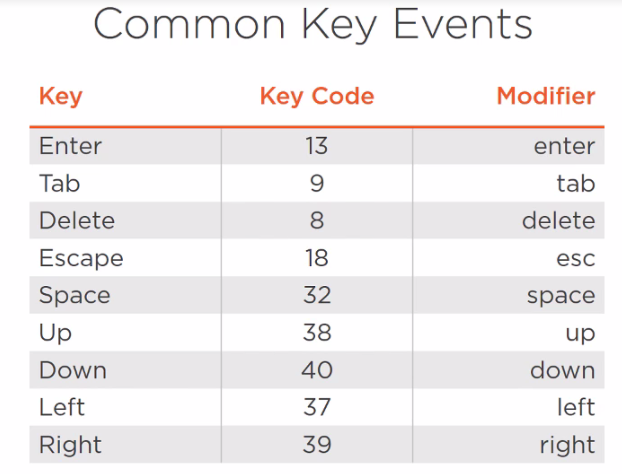 Common Key Events
Key Key Code Modifier
Enter 13 enter
Tab 9 tab
Delete 8 delete
Escape 18 esc
Space 32 space
Up 38 up
Down 40 down
Left 37 left
Right 39 right